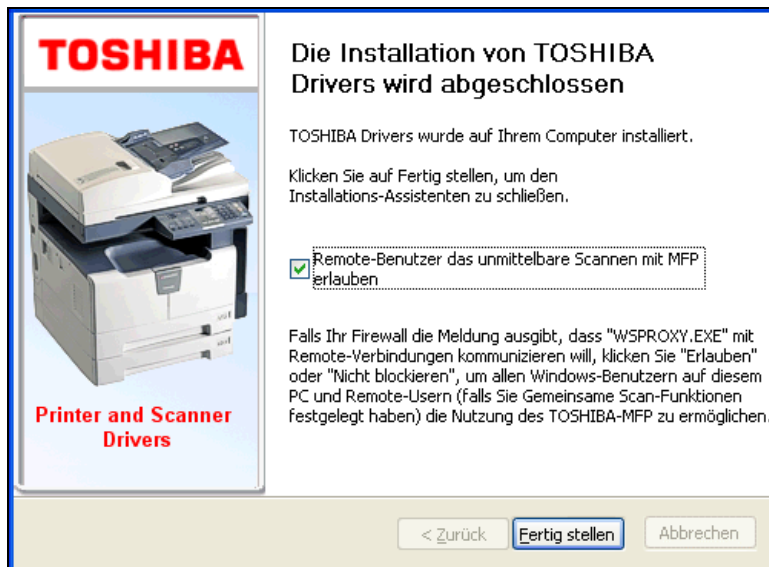 TOSHIBA
Printer and Scanner
Drivers
Die Installation von TOSHIBA
Drivers wird abgeschlossen
TOSHIBA Drivers wurde auf Ihrem Computer installiert.
Klicken Sie auf Fertig stellen, um den
Installations-Assistenten zu schließen.
Remote-Benutzer das unmittelbare Scannen mit MFP
erlauben
Falls Ihr Firewall die Meldung ausgibt, dass "WSPROXY.EXE" mit
Remote-Verbindungen kommunizieren will, klicken Sie "Erlauben"
oder "Nicht blockieren", um allen Windows-Benutzern auf diesem
PC und Remote-Usern (falls Sie Gemeinsame Scan-Funktionen
festgelegt haben) die Nutzung des TOSHIBA-MFP zu ermöglichen.
< Zurück
Fertig stellen
Abbrechen